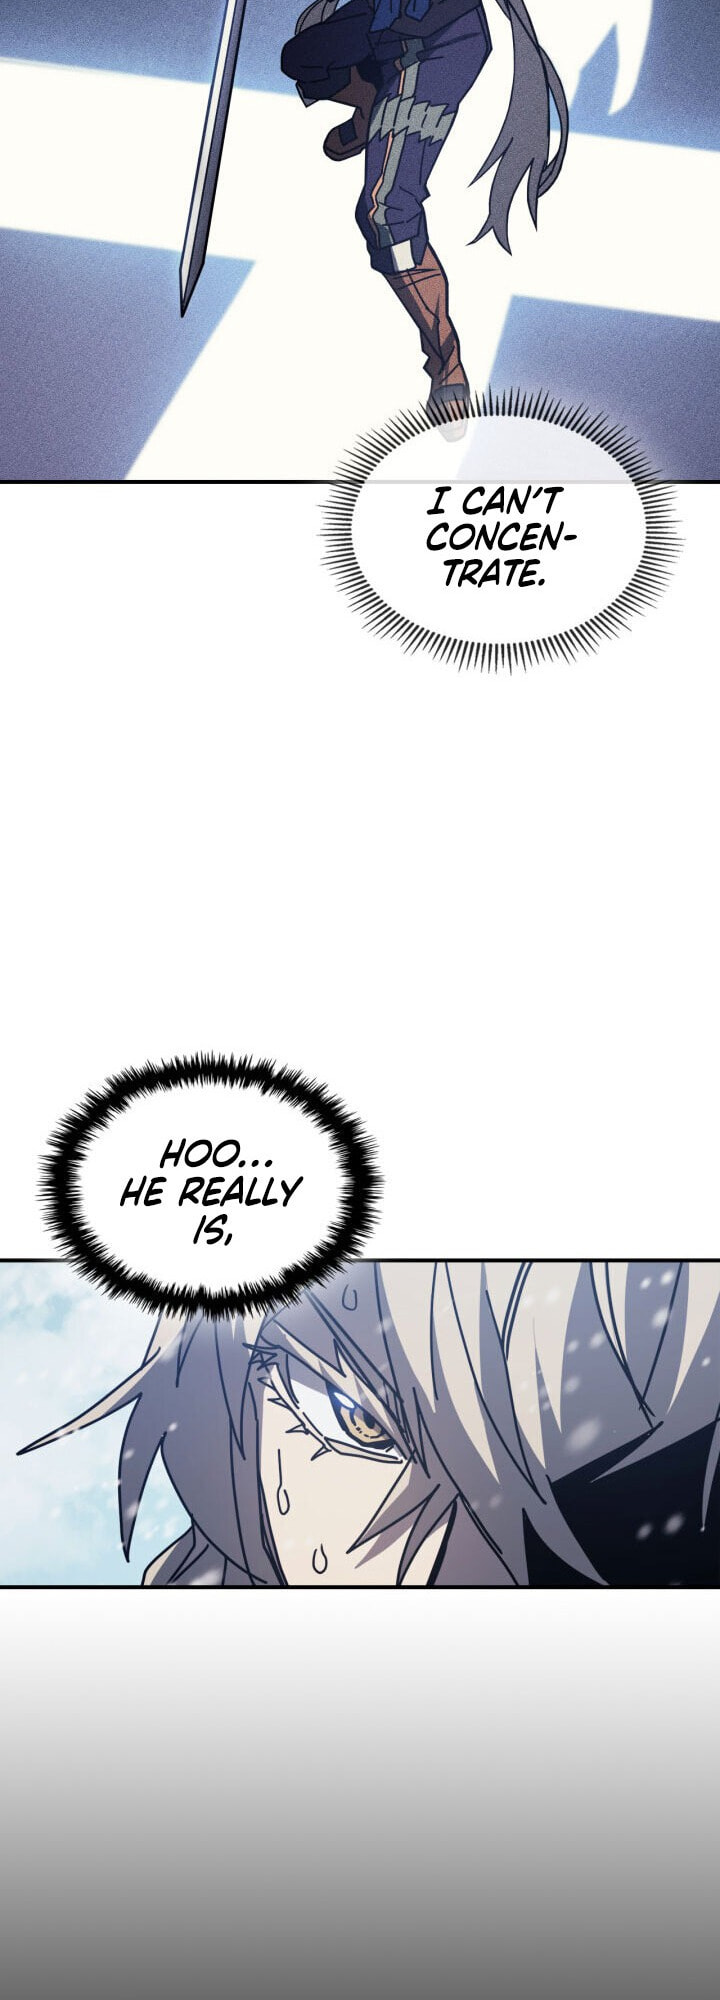 I CAN'T
CONCEN-
TRATE.
HOO...
HE REALLY
IS,